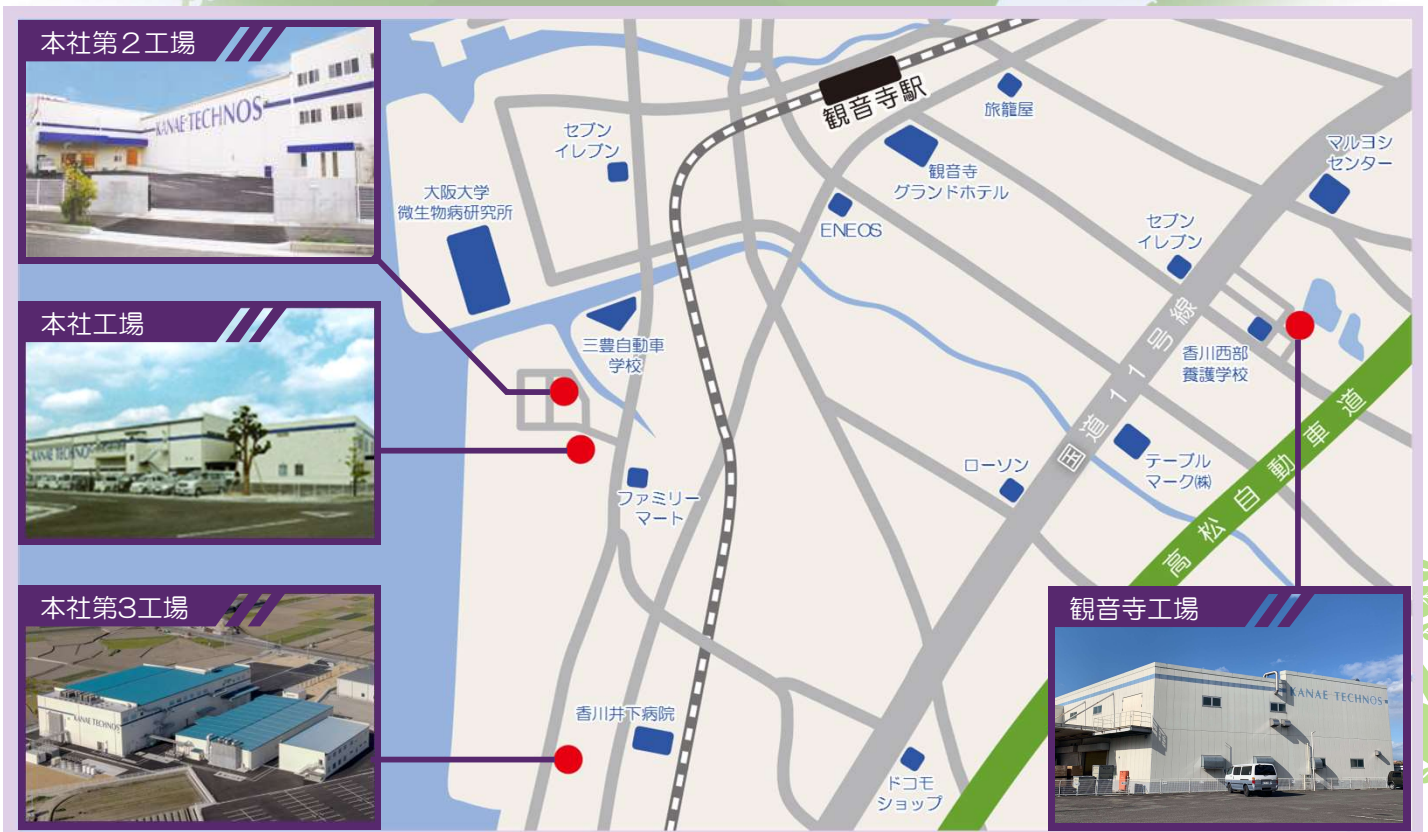 本社第2工場
KANAE TECHNOS
本社工場
KANAE TECHNOS
本社第3工場
KANAE TECHNOS
観音寺駅
旅籠屋
セブン
イレブン
観音寺
グランドホテル
マルヨシ
センター
大阪大学
微生物病研究所
ENEOS
セブン
イレブン
三豊自動車
学校
香川西部
養護学校
国道11号線
高松自動車道
ローソン
テーブル
マーク㈱
ファミリー
マート
香川井下病院
ドコモ
ショップ
観音寺工場
KANAE TECHNOS